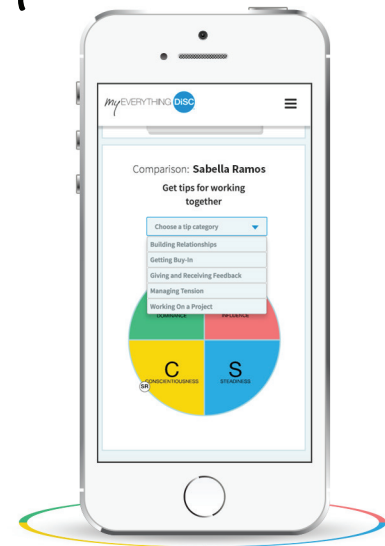 My EVERYTHING DiSC
Comparison: Sabella Ramos
Get tips for working
together
Choose a tip category
Building Relationships
Getting Buy-In
Giving and Receiving Feedback
Managing Tension
Working On a Project
DOMINANCE
INFLUENCE
C
CONSCIENTIOUSNESS
S
STEADINESS
SR